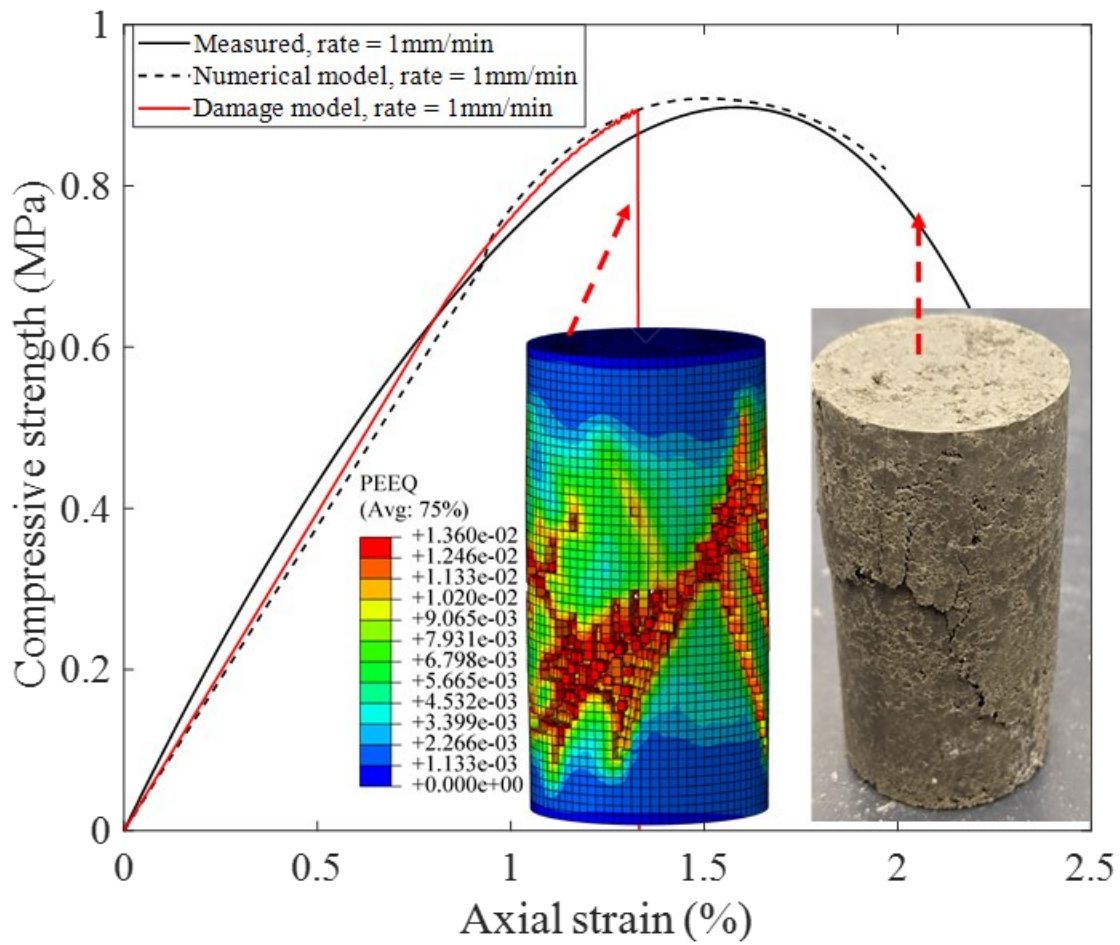 1
Measured, rate = 1mm/min
Numerical model, rate = 1mm/min
Damage model, rate = 1mm/min
0.8
0.6
0.4
0.2
0
Compressive strength (MPa)
PEEQ
(Avg: 75%)
+1.360e-02
+1.246e-02
+1.133e-02
+1.020e-02
+9.065e-03
+7.931e-03
+6.798e-03
+5.665e-03
+4.532e-03
+3.399e-03
+2.266e-03
+1.133e-03
+0.000e+00
0 0.5 1 1.5 2 2.5
Axial strain (%)